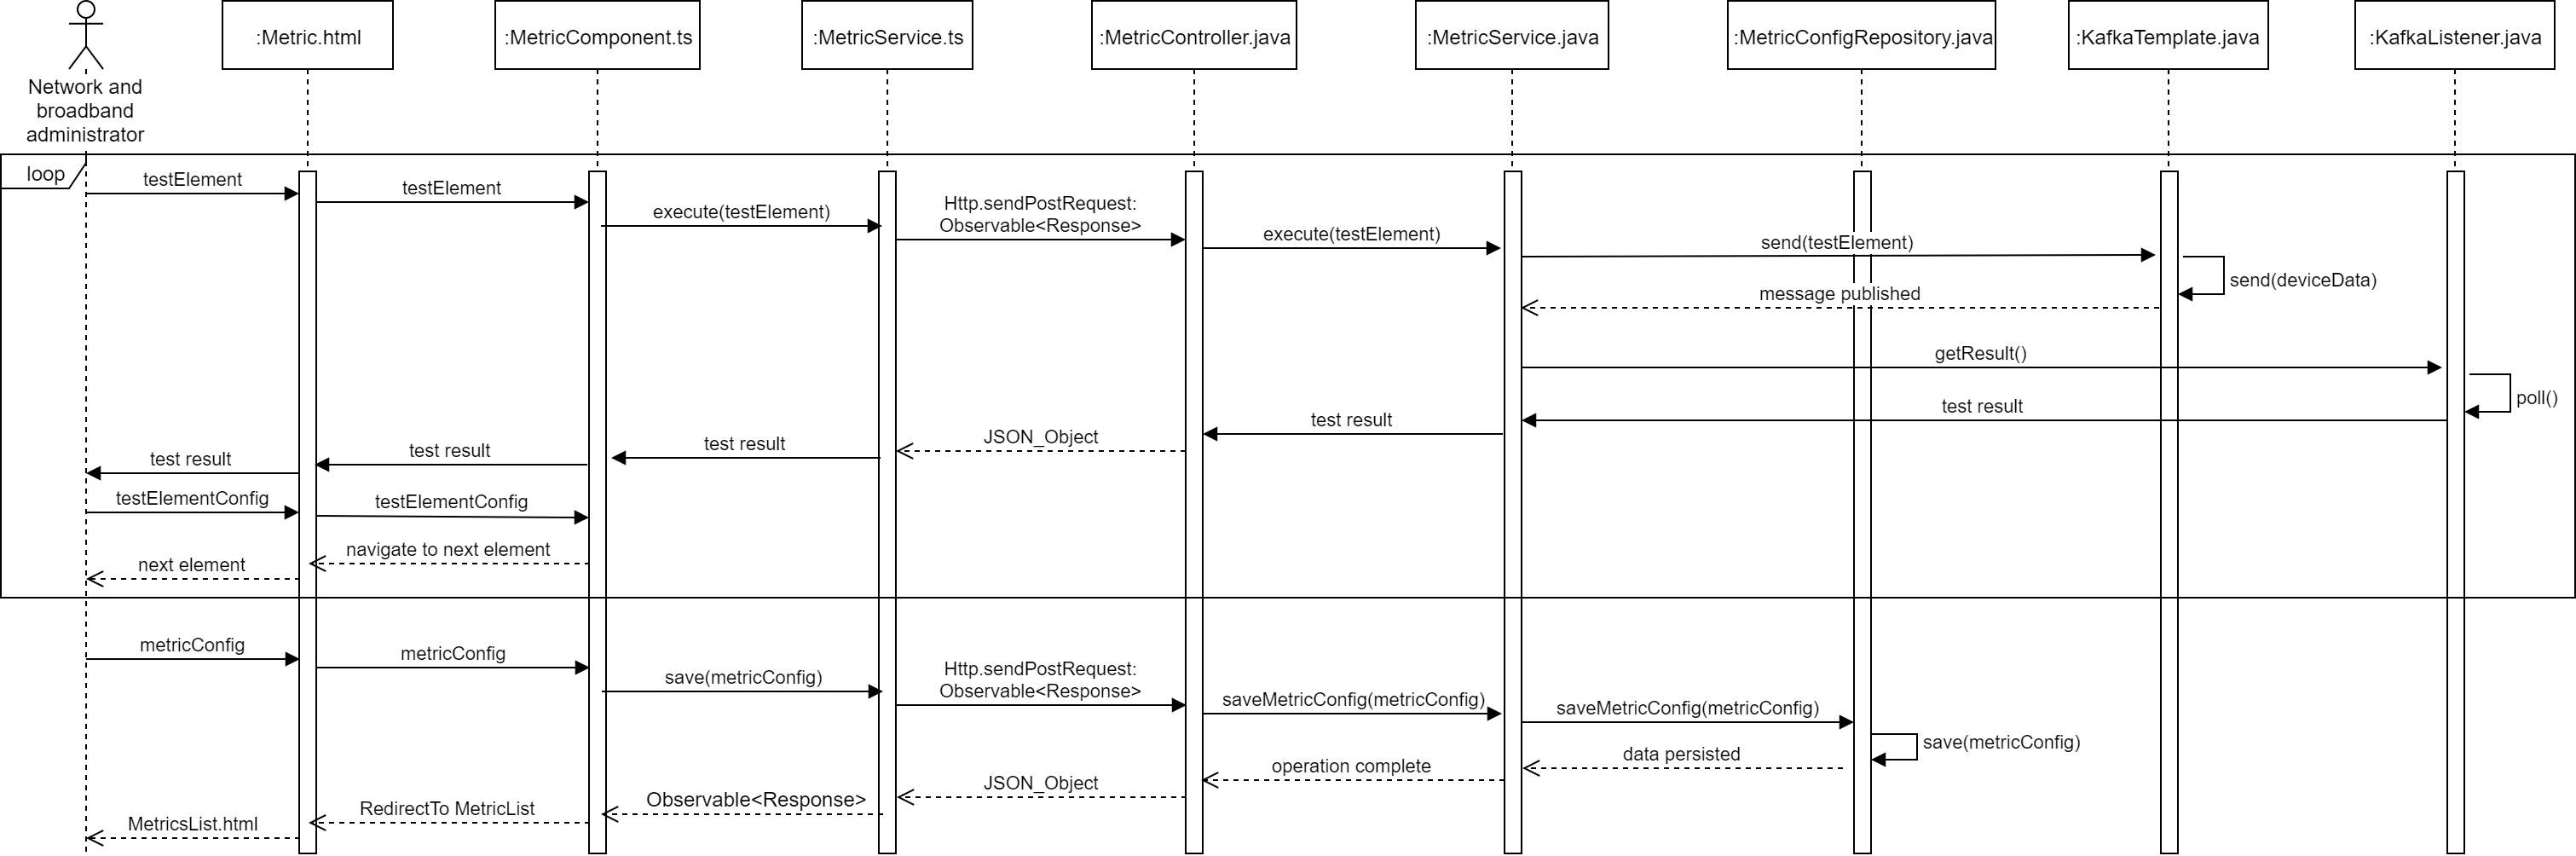 :Metric.html
:MetricComponent.ts
:MetricService.ts
:MetricController.java
:MetricService.java
:MetricConfigRepository.java
:KafkaTemplate.java
:KafkaListener.java
Network and
broadband
administrator
loop
testElement
testElement
execute(testElement)
Http.sendPostRequest:
Observable<Response>
execute(testElement)
send(testElement)
send(deviceData)
message published
getResult()
poll()
test result
test result
JSON_Object
test result
test result
test result
testElementConfig
testElementConfig
navigate to next element
next element
metricConfig
metricConfig
save(metricConfig)
Http.sendPostRequest:
Observable<Response>
saveMetricConfig(metricConfig)
saveMetricConfig(metricConfig)
save(metricConfig)
data persisted
operation complete
JSON_Object
Observable<Response>
RedirectTo MetricList
MetricsList.html